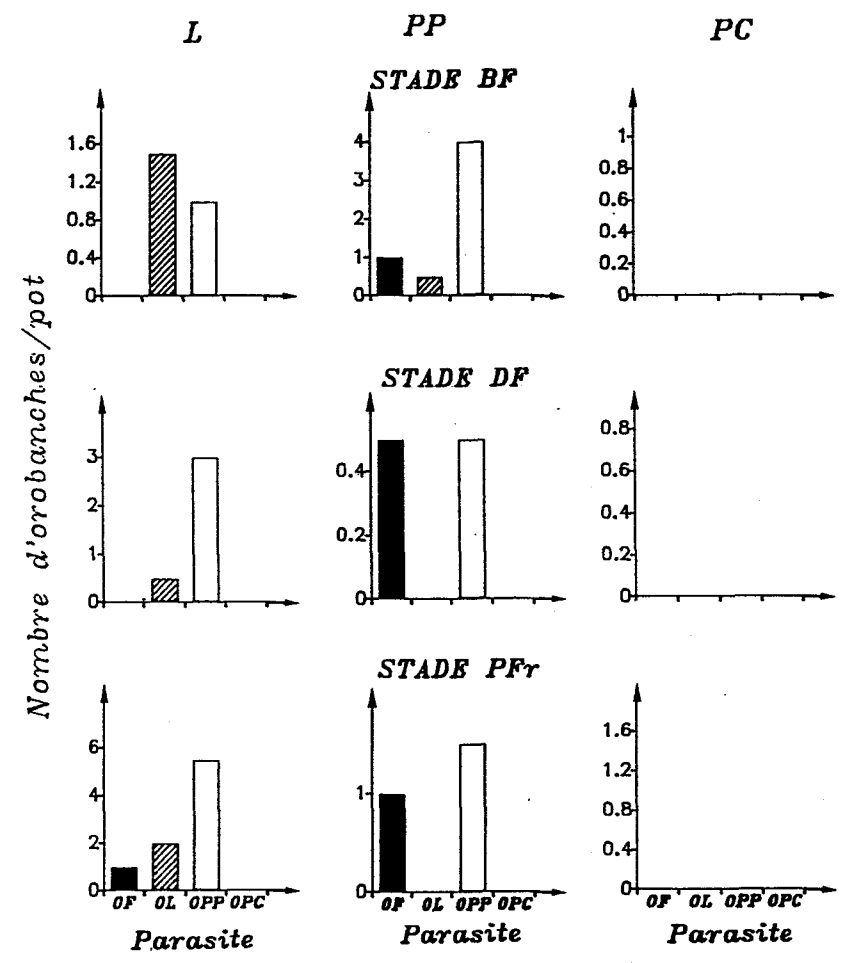 L PP PC
STADE BF
1.6 4 1
1.2 3 0.8
0.8 2 0.6
0.4 1 0.4
0 0 0.2
0
STADE DF
3 0.4 0.8
2 0.2 0.6
1 0 0.4
0 0.2
0
Nombre d'orobanches/pot
STADE PFr
6 1 1.6
4 1.2
2 0.8
0 0 0.4
0
OF OL OPP OPC OF OL OPP OPC OF OL OPP OPC
Parasite Parasite Parasite